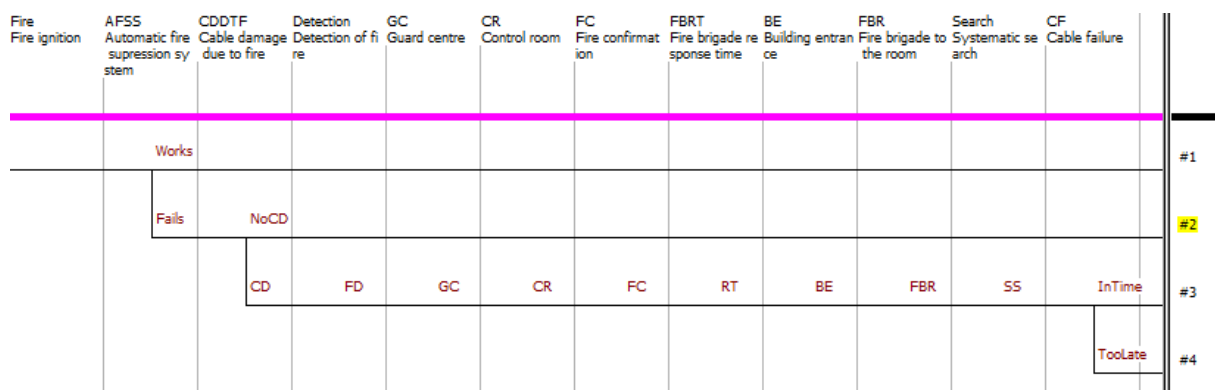 Fire AFSS CDDTF Detection GC CR FC FBRT BE FBR Search CF
Fire ignition Automatic fire Cable damage Detection of fi Guard centre Control room Fire confirmat Fire brigade re Building entran Fire brigade to Systematic se Cable failure
supression sy due to fire re ion sponse time ce the room arch
stem
Works #1
Fails NoCD #2
CD FD GC CR FC RT BE FBR SS InTime #3
TooLate #4